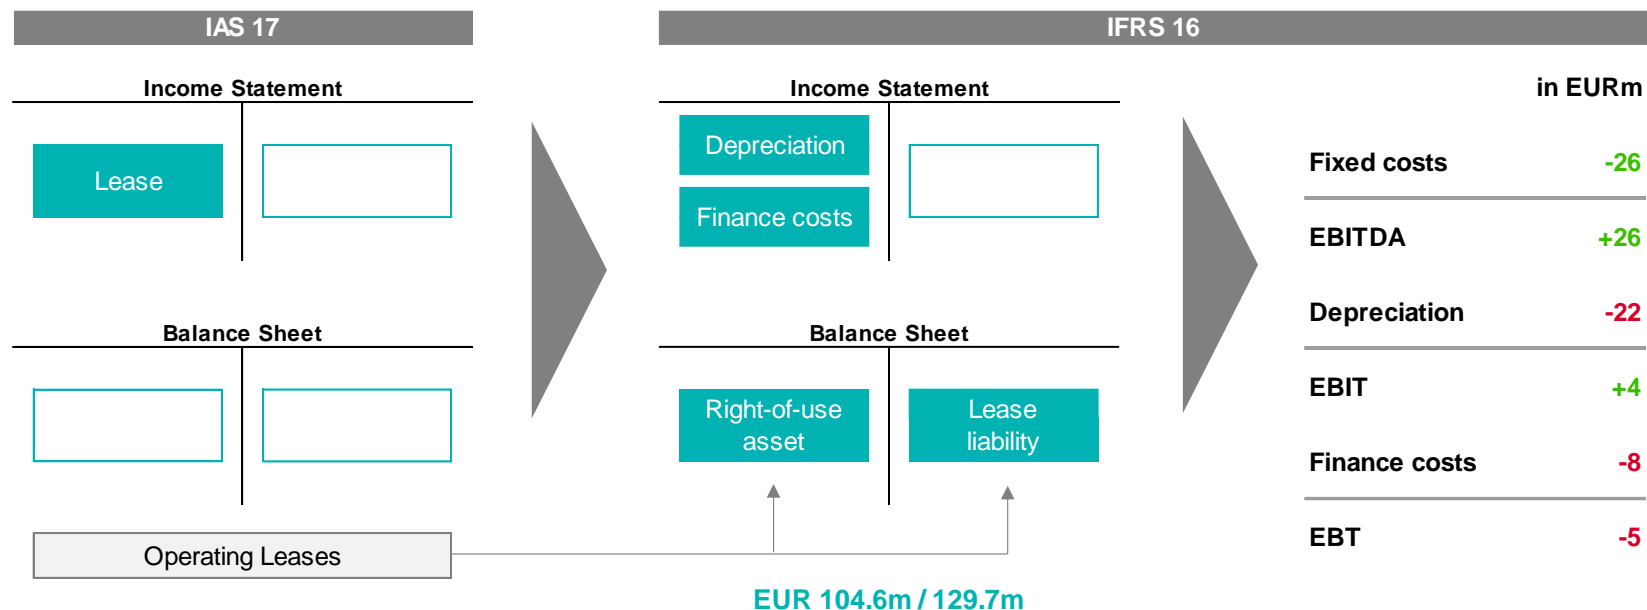 IAS 17
IFRS 16
Income Statement
Lease
Balance Sheet
Operating Leases
Income Statement
Depreciation
Finance costs
Balance Sheet
Right-of-use
asset
Lease
liability
EUR 104.6m / 129.7m
in EURm
Fixed costs -26
EBITDA +26
Depreciation -22
EBIT +4
Finance costs -8
EBT -5